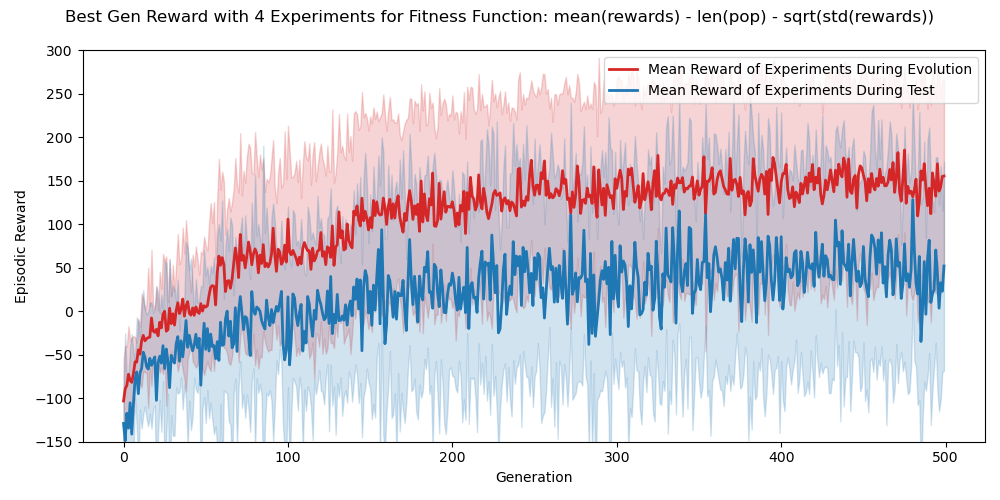 Best Gen Reward with 4 Experiments for Fitness Function: mean(rewards) - len(pop) - sqrt(std(rewards))
300
250
200
150
100
50
0
−50
−100
−150
Episodic Reward
Mean Reward of Experiments During Evolution
Mean Reward of Experiments During Test
0 100 200 300 400 500
Generation